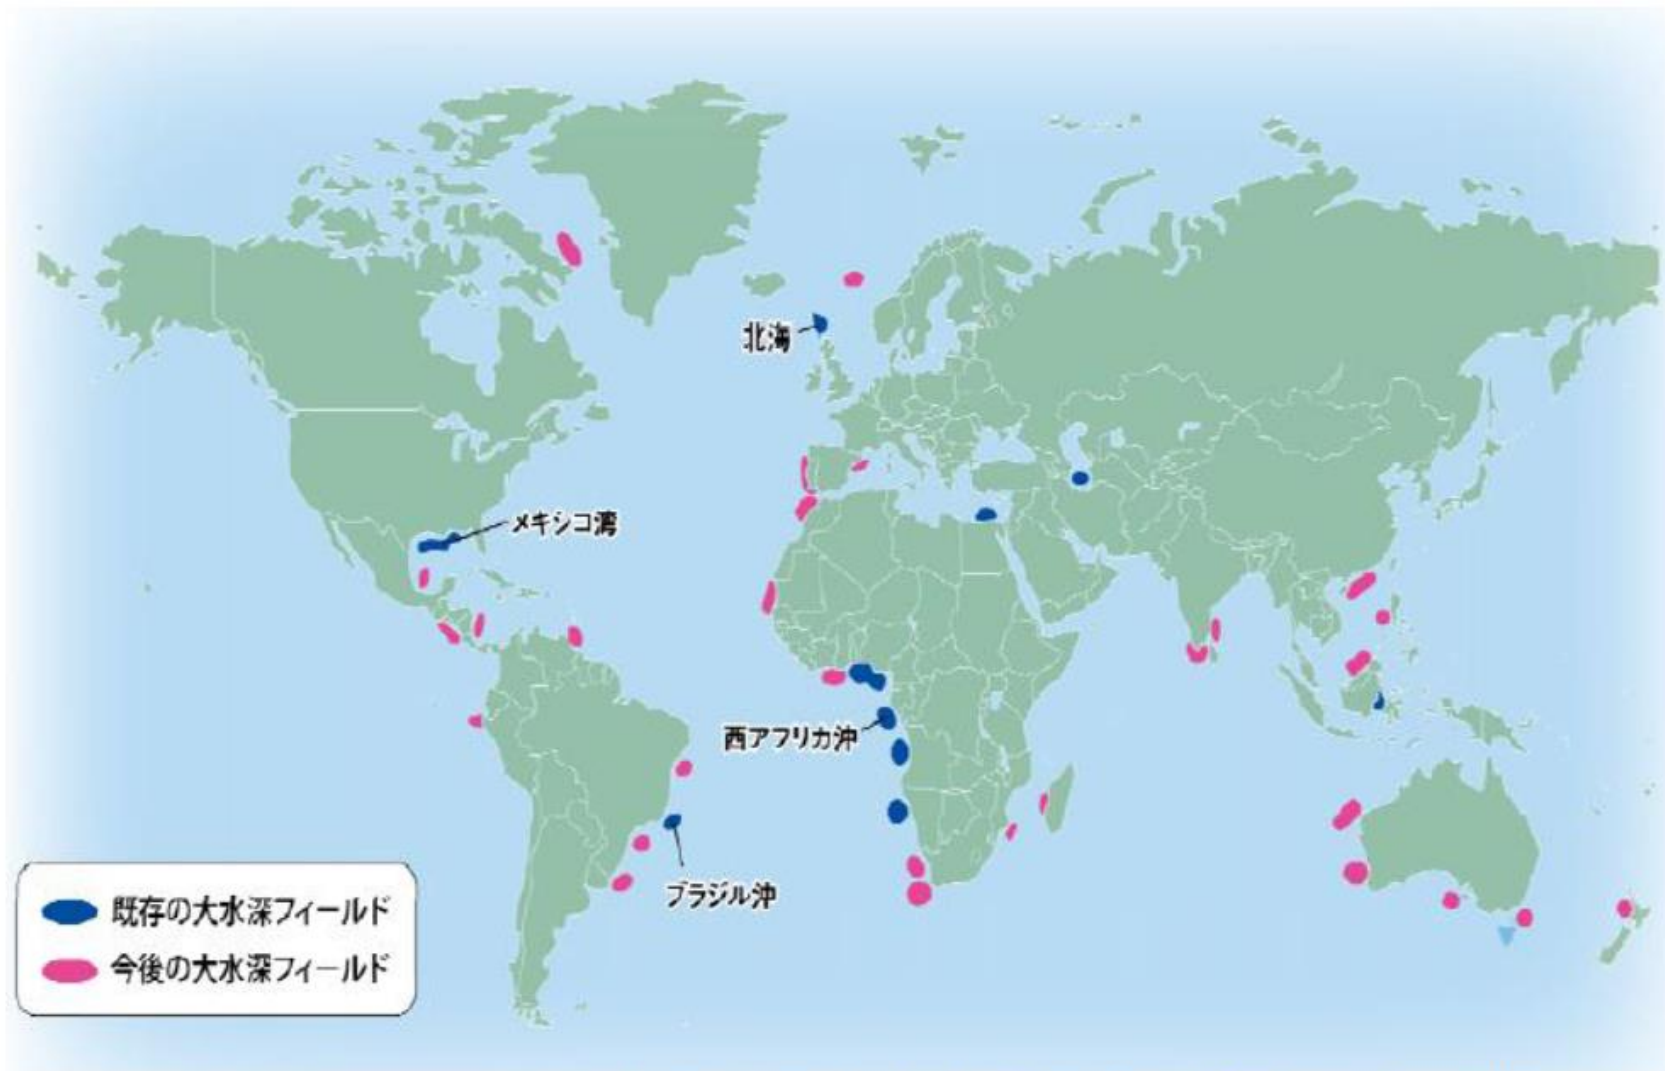 北海
メキシコ湾
西アフリカ沖
ブラジル沖
既存の大水深フィールド
今後の大水深フィールド